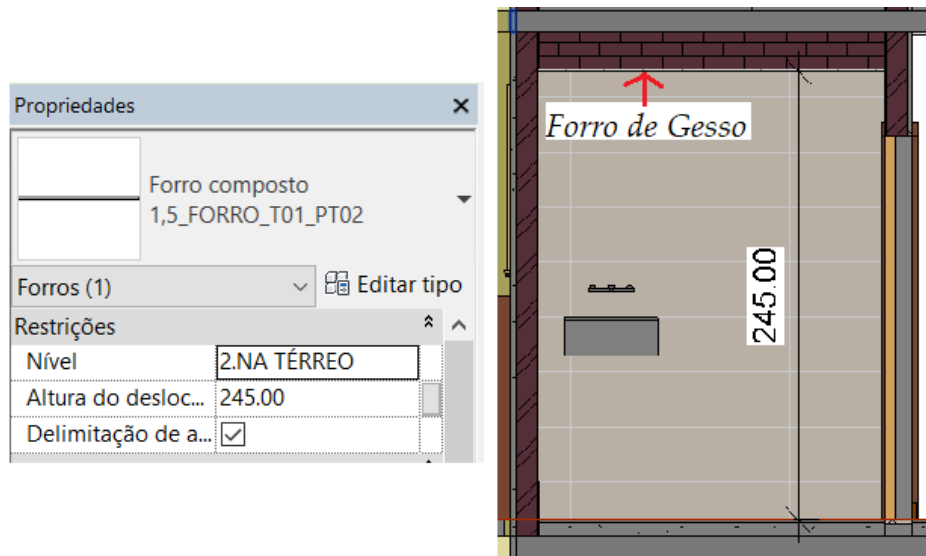 Propriedades
Forro composto
1,5_FORRO_T01_PT02
Forros (1)
Editar tipo
Restrições
Nível 2.NA TÉRREO
Altura do desloc... 245.00
Delimitação de a...
Forro de Gesso
245.00